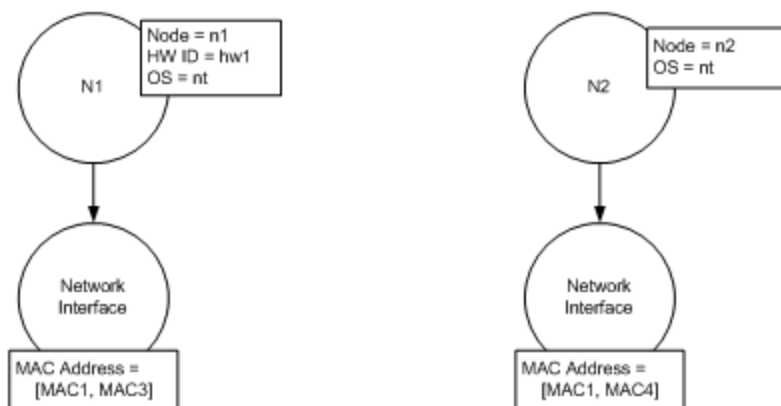 N1
Node = n1
HW ID = hw1
OS = nt
N2
Node = n2
OS = nt
Network
Interface
MAC Address =
[MAC1, MAC3]
Network
Interface
MAC Address =
[MAC1, MAC4]